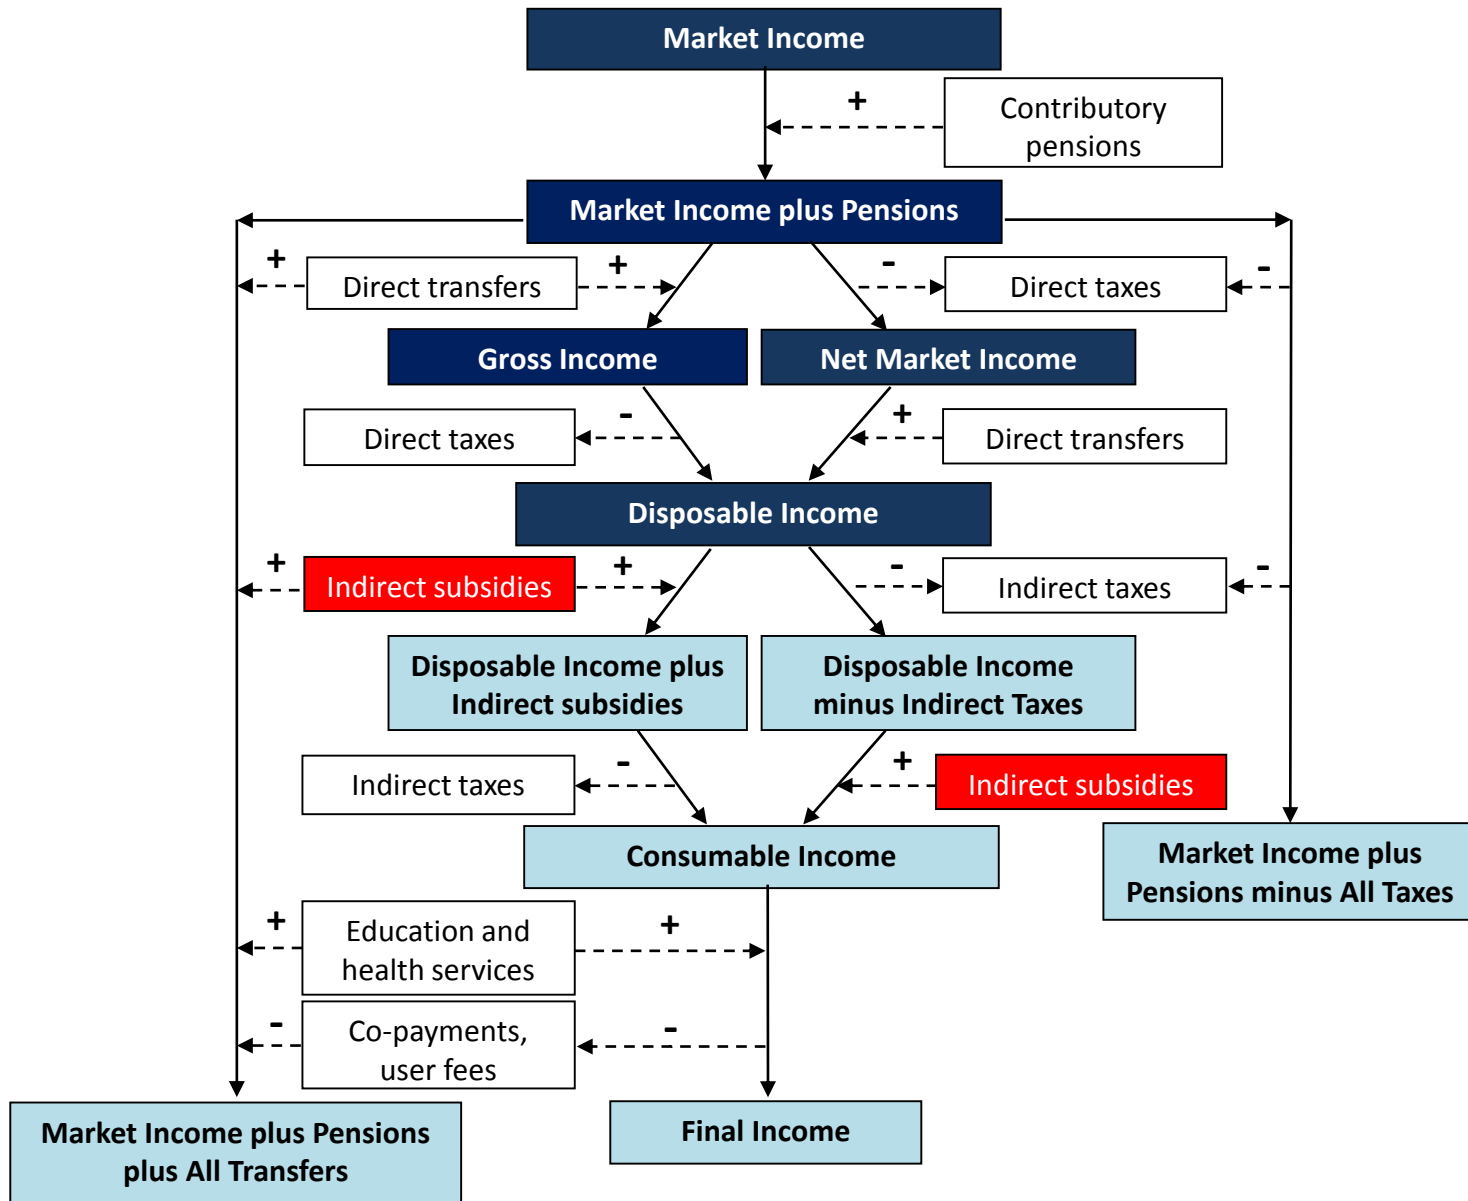 Market Income
+
Contributory
pensions
Market Income plus Pensions
+
Direct transfers
+
-
Direct taxes
-
Gross Income
Net Market Income
Direct taxes
-
+
Direct transfers
Disposable Income
+
Indirect subsidies
+
-
Indirect taxes
-
Disposable Income plus
Indirect subsidies
Disposable Income
minus Indirect Taxes
Indirect taxes
-
+
Indirect subsidies
Consumable Income
Market Income plus
Pensions minus All Taxes
+
Education and
health services
+
-
Co-payments,
user fees
-
Market Income plus Pensions
plus All Transfers
Final Income